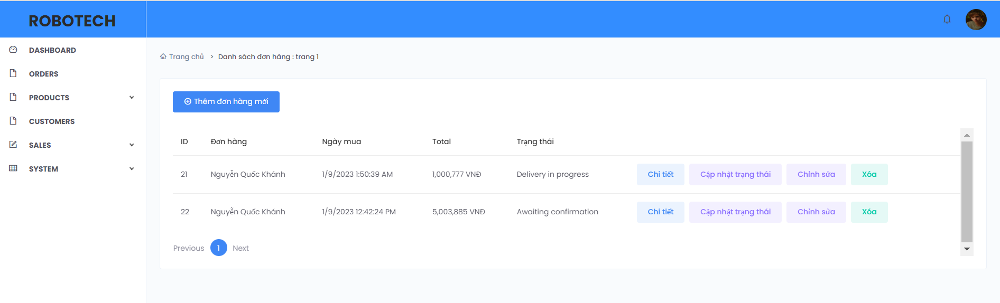 ROBOTECH
DASHBOARD
ORDERS
PRODUCTS
CUSTOMERS
SALES
SYSTEM
Trang chủ > Danh sách đơn hàng : trang 1
Thêm đơn hàng mới
ID Đơn hàng Ngày mua Total Trạng thái
21 Nguyễn Quốc Khánh 1/9/2023 1:50:39 AM 1,000,777 VNĐ Delivery in progress Chi tiết Cập nhật trạng thái Chỉnh sửa Xóa
22 Nguyễn Quốc Khánh 1/9/2023 12:42:24 PM 5,003,885 VNĐ Awaiting confirmation Chi tiết Cập nhật trạng thái Chỉnh sửa Xóa
Previous 1 Next